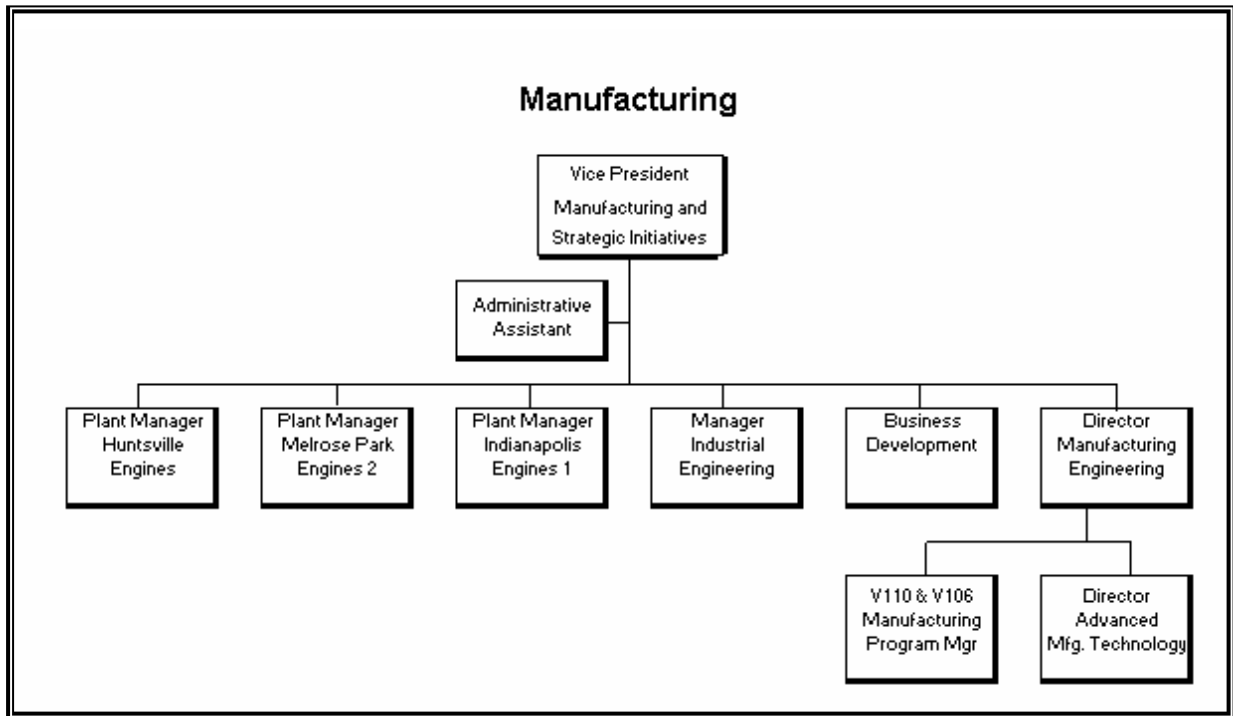 Manufacturing
Vice President
Manufacturing and
Strategic Initiatives
Administrative
Assistant
Plant Manager
Huntsville
Engines
Plant Manager
Melrose Park
Engines 2
Plant Manager
Indianapolis
Engines 1
Manager
Industrial
Engineering
Business
Development
Director
Manufacturing
Engineering
V110 & V106
Manufacturing
Program Mgr
Director
Advanced
Mfg. Technology